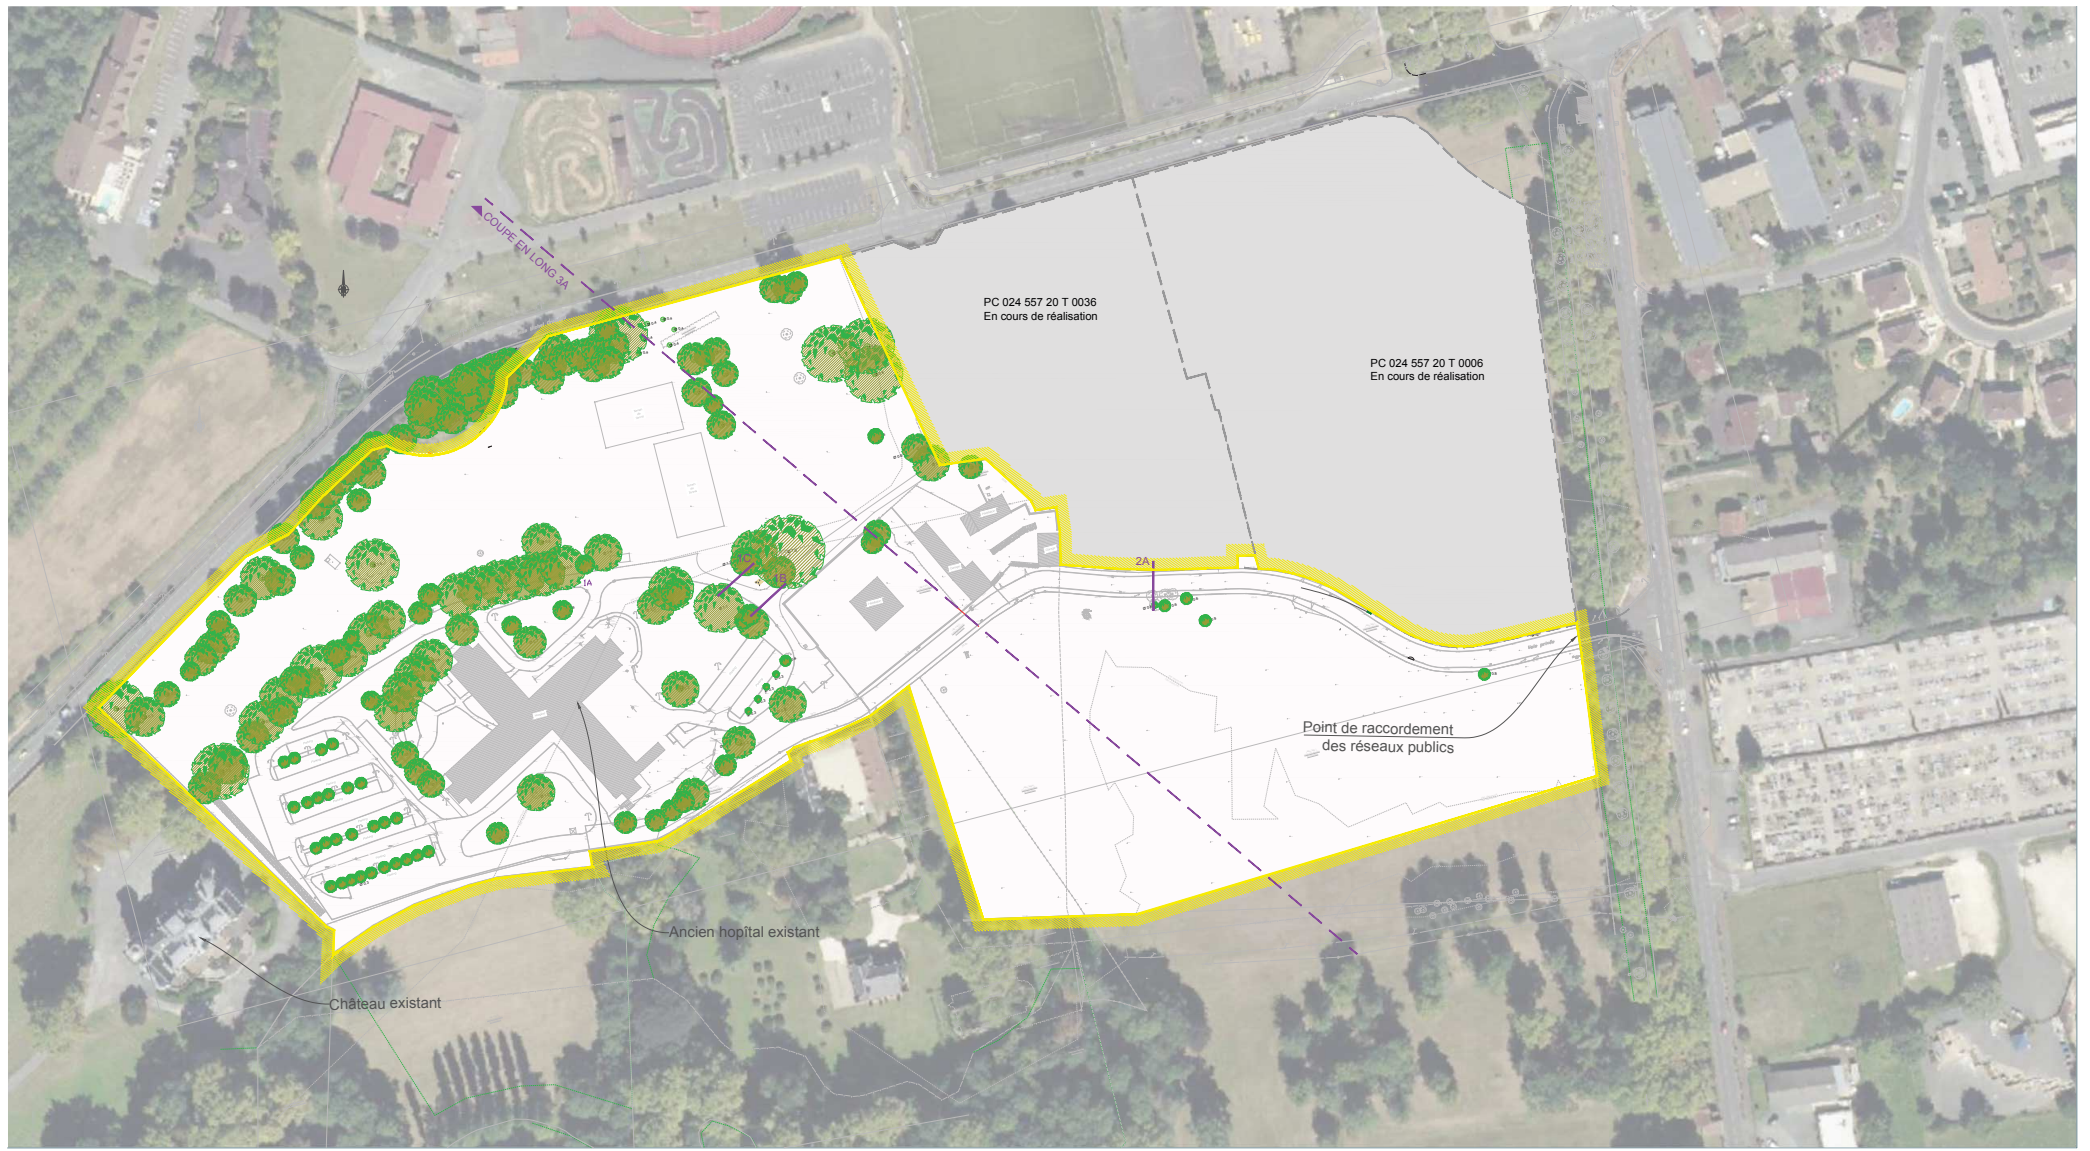 COUPE EN LONG 3A
PC 024 557 20 T 0036
En cours de réalisation
PC 024 557 20 T 0006
En cours de réalisation
1A
1C
1B
2A
Point de raccordement
des réseaux publics
Ancien hopîtal existant
Château existant